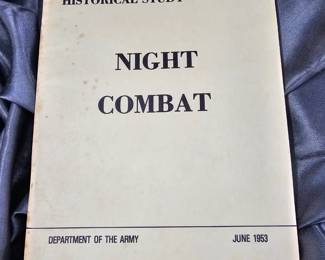 HISTORICAL STUDY
NIGHT
COMBAT
DEPARTMENT OF THE ARMY JUNE 1953